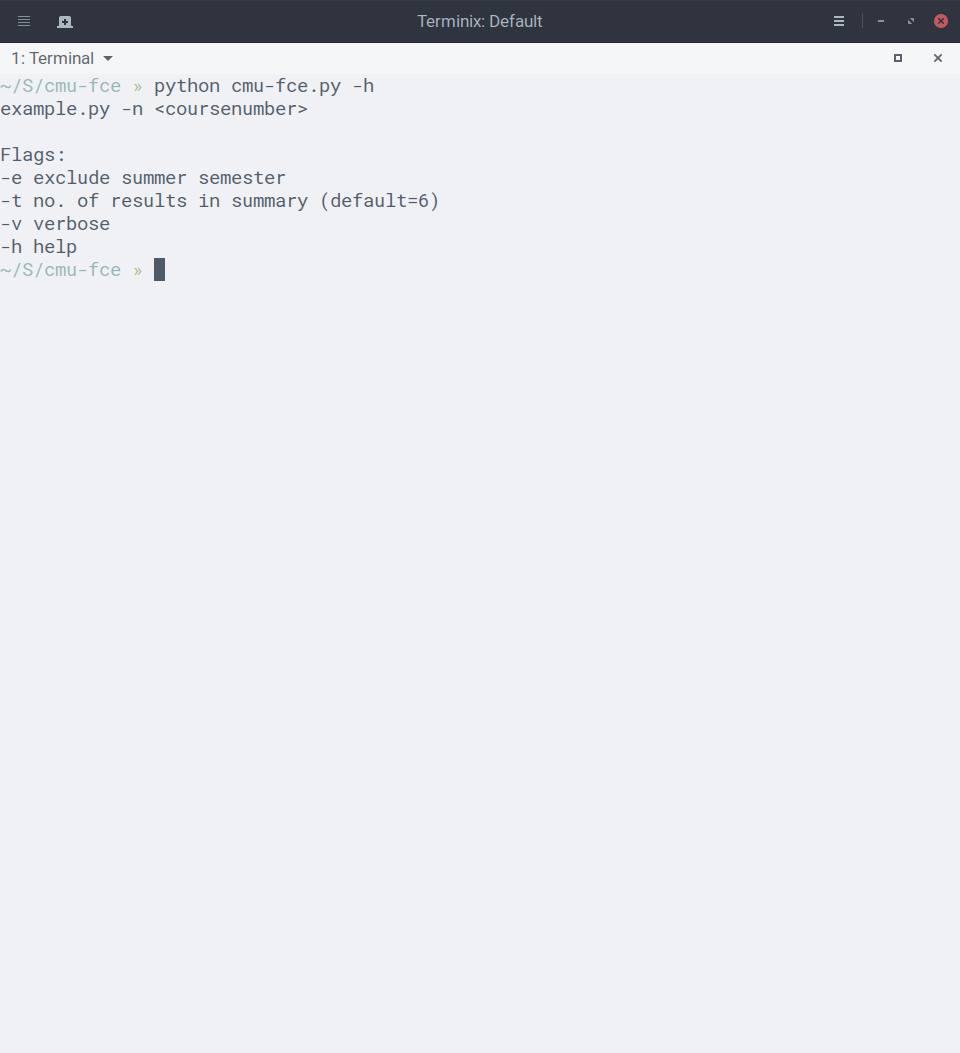 Terminix: Default
1: Terminal
~/S/cmu-fce » python cmu-fce.py -h
example.py -n <coursenumber>
Flags:
-e exclude summer semester
-t no. of results in summary (default=6)
-v verbose
-h help
~/S/cmu-fce »